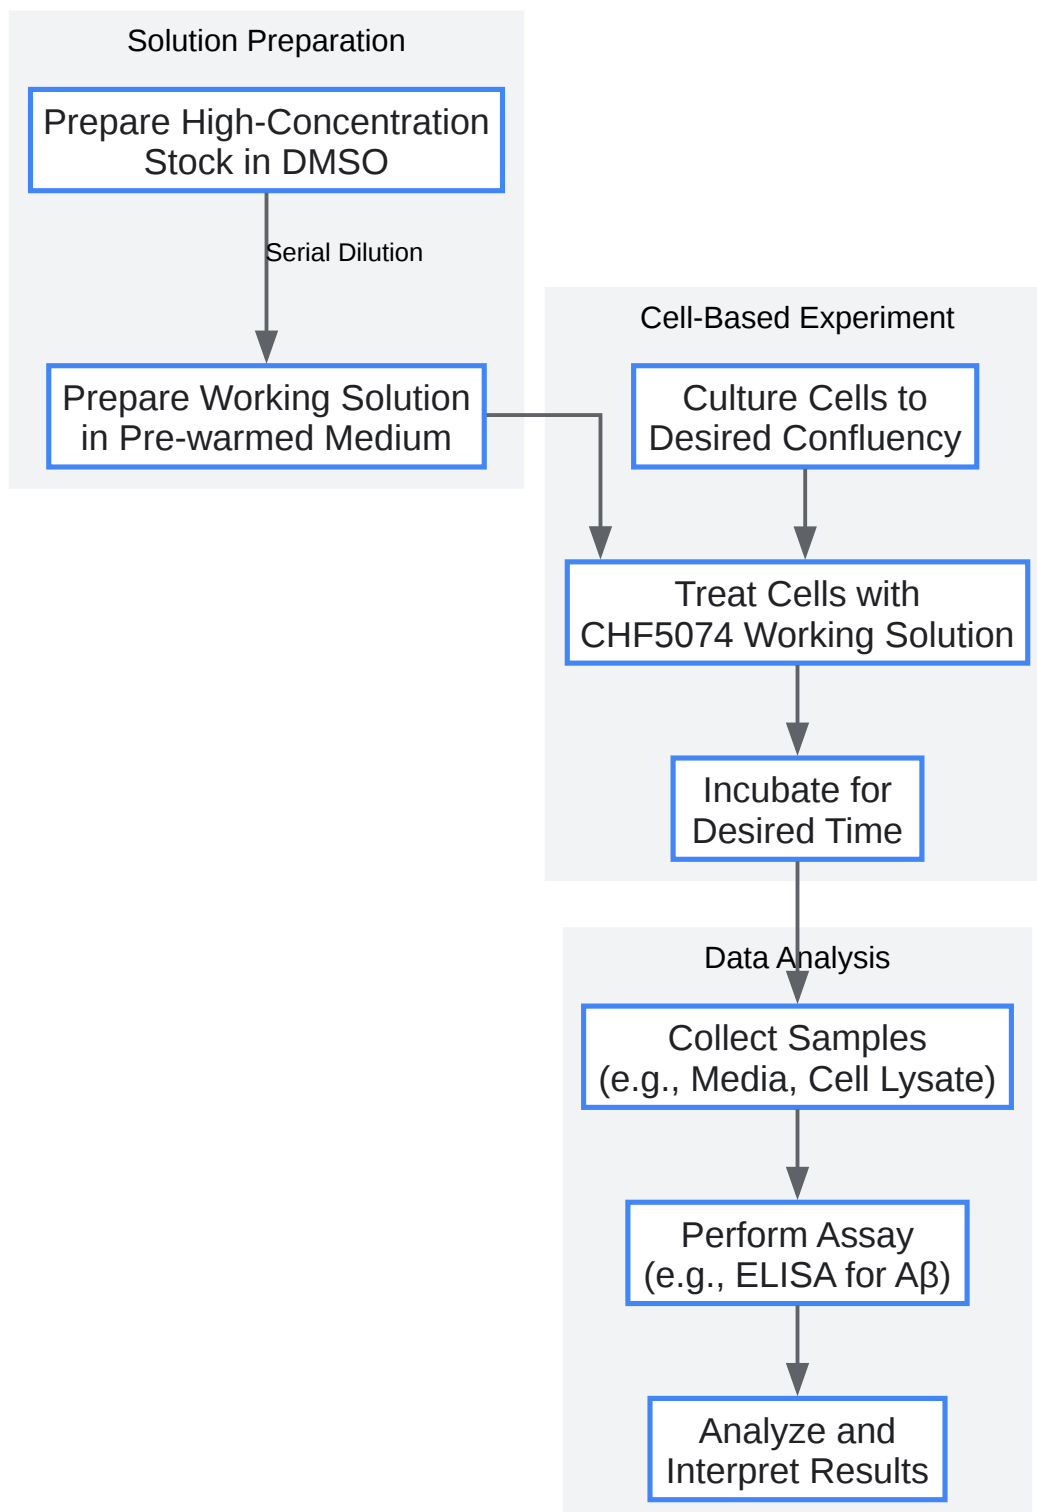 Solution Preparation
Prepare High-Concentration
Stock in DMSO
Serial Dilution
Prepare Working Solution
in Pre-warmed Medium
Cell-Based Experiment
Culture Cells to
Desired Confluency
Treat Cells with
CHF5074 Working Solution
Incubate for
Desired Time
Data Analysis
Collect Samples
(e.g., Media, Cell Lysate)
Perform Assay
(e.g., ELISA for Aβ)
Analyze and
Interpret Results